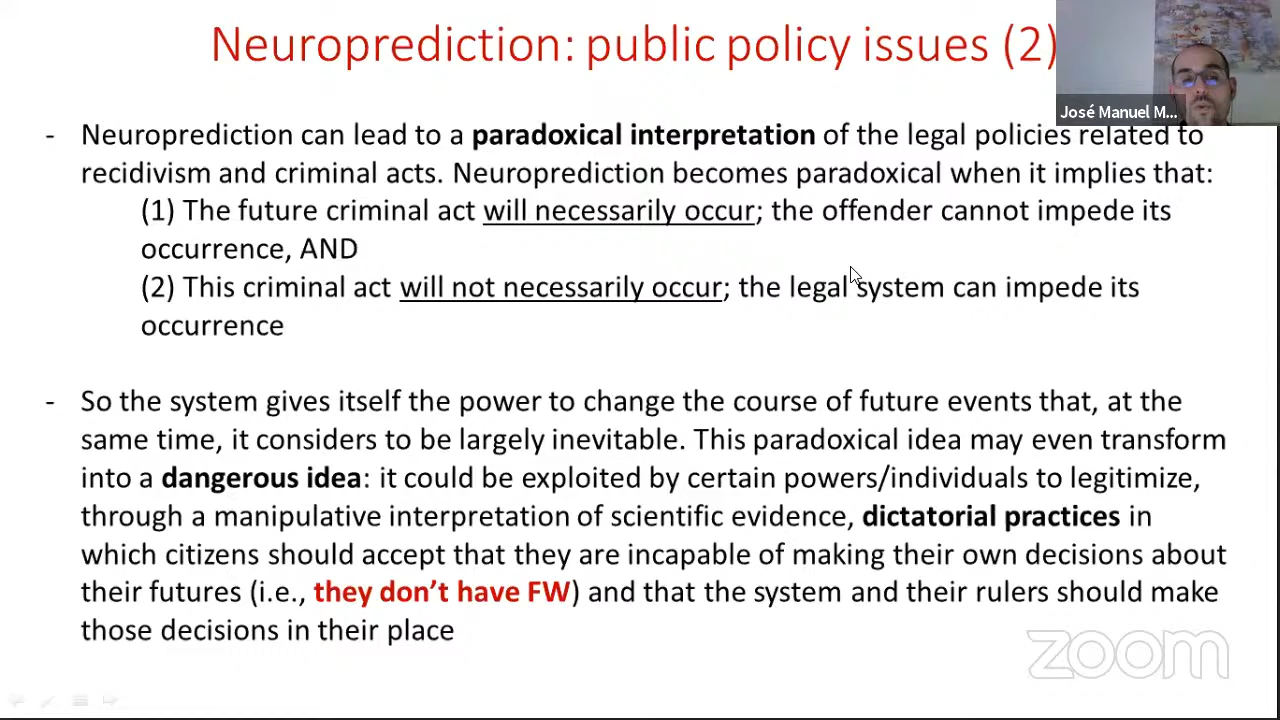 Neuroprediction: public policy issues (2)
José Manuel M...
- Neuroprediction can lead to a paradoxical interpretation of the legal policies related to
recidivism and criminal acts. Neuroprediction becomes paradoxical when it implies that:
(1) The future criminal act will necessarily occur; the offender cannot impede its
occurrence, AND
(2) This criminal act will not necessarily occur; the legal system can impede its
occurrence
- So the system gives itself the power to change the course of future events that, at the
same time, it considers to be largely inevitable. This paradoxical idea may even transform
into a dangerous idea: it could be exploited by certain powers/individuals to legitimize,
through a manipulative interpretation of scientific evidence, dictatorial practices in
which citizens should accept that they are incapable of making their own decisions about
their futures (i.e., they don’t have FW) and that the system and their rulers should make
those decisions in their place
zoom